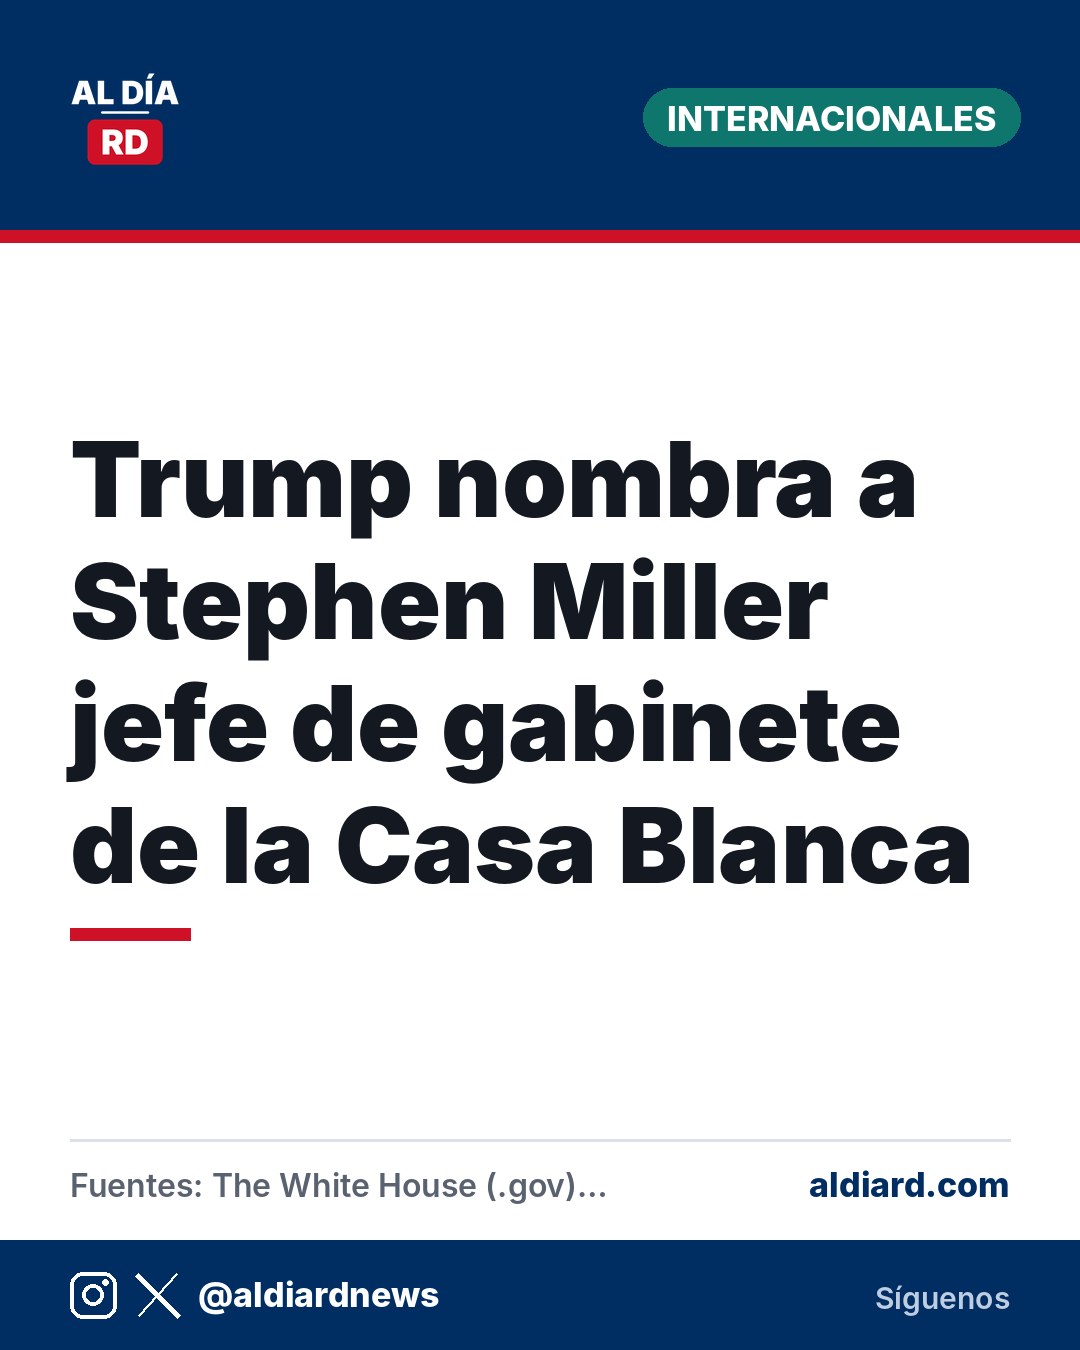 AL DÍA
RD
INTERNACIONALES
Trump nombra a
Stephen Miller
jefe de gabinete
de la Casa Blanca
Fuentes: The White House (.gov)...
aldiard.com
@aldiardnews
Síguenos